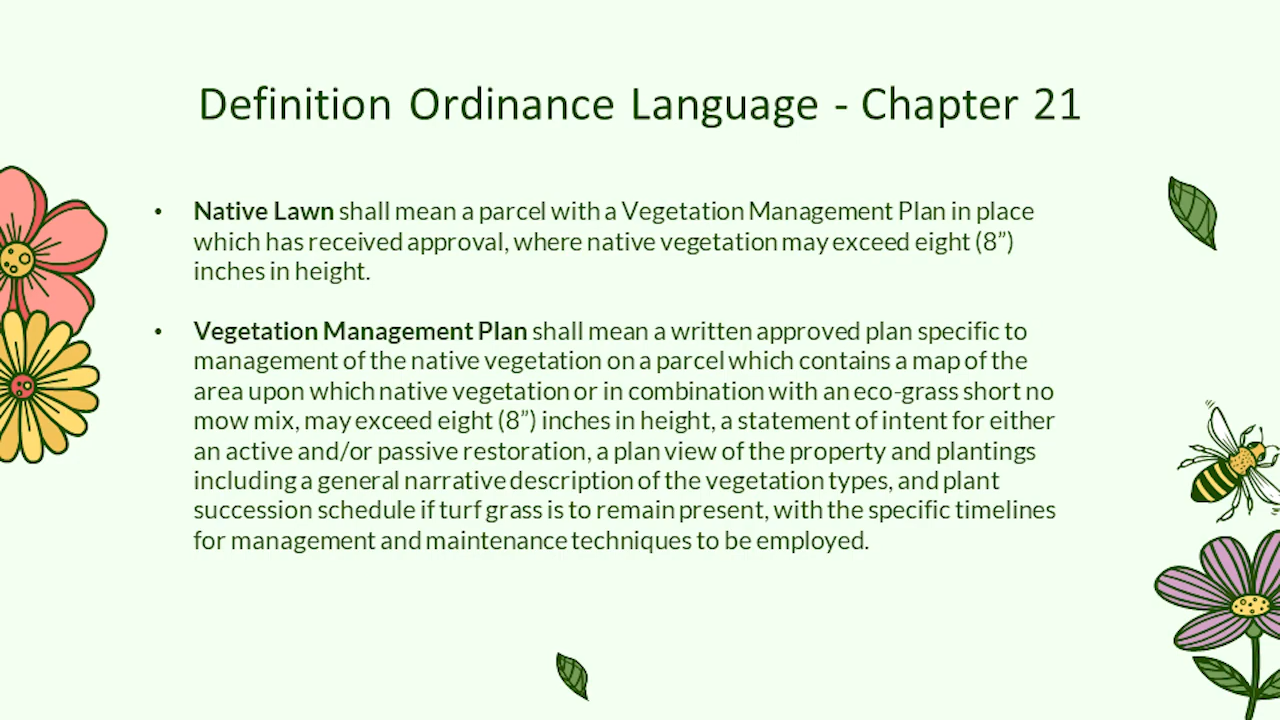 Definition Ordinance Language - Chapter 21
• Native Lawn shall mean a parcel with a Vegetation Management Plan in place
which has received approval, where native vegetation may exceed eight (8”)
inches in height.
• Vegetation Management Plan shall mean a written approved plan specific to
management of the native vegetation on a parcel which contains a map of the
area upon which native vegetation or in combination with an eco-grass short no
mow mix, may exceed eight (8”) inches in height, a statement of intent for either
an active and/or passive restoration, a plan view of the property and plantings
including a general narrative description of the vegetation types, and plant
succession schedule if turf grass is to remain present, with the specific timelines
for management and maintenance techniques to be employed.